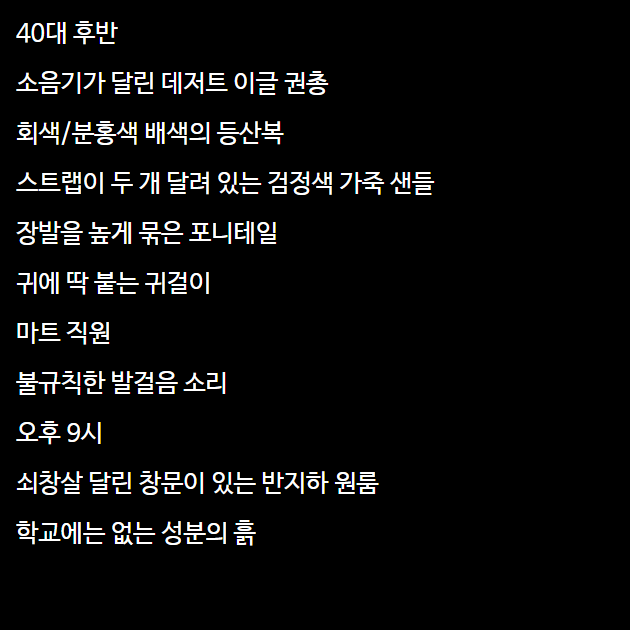 40대 후반
소음기가 달린 데저트 이글 권총
회색/분홍색 배색의 등산복
스트랩이 두 개 달려 있는 검정색 가죽 샌들
장발을 높게 묶은 포니테일
귀에 딱 붙는 귀걸이
마트 직원
불규칙한 발걸음 소리
오후 9시
쇠창살 달린 창문이 있는 반지하 원룸
학교에는 없는 성분의 흙